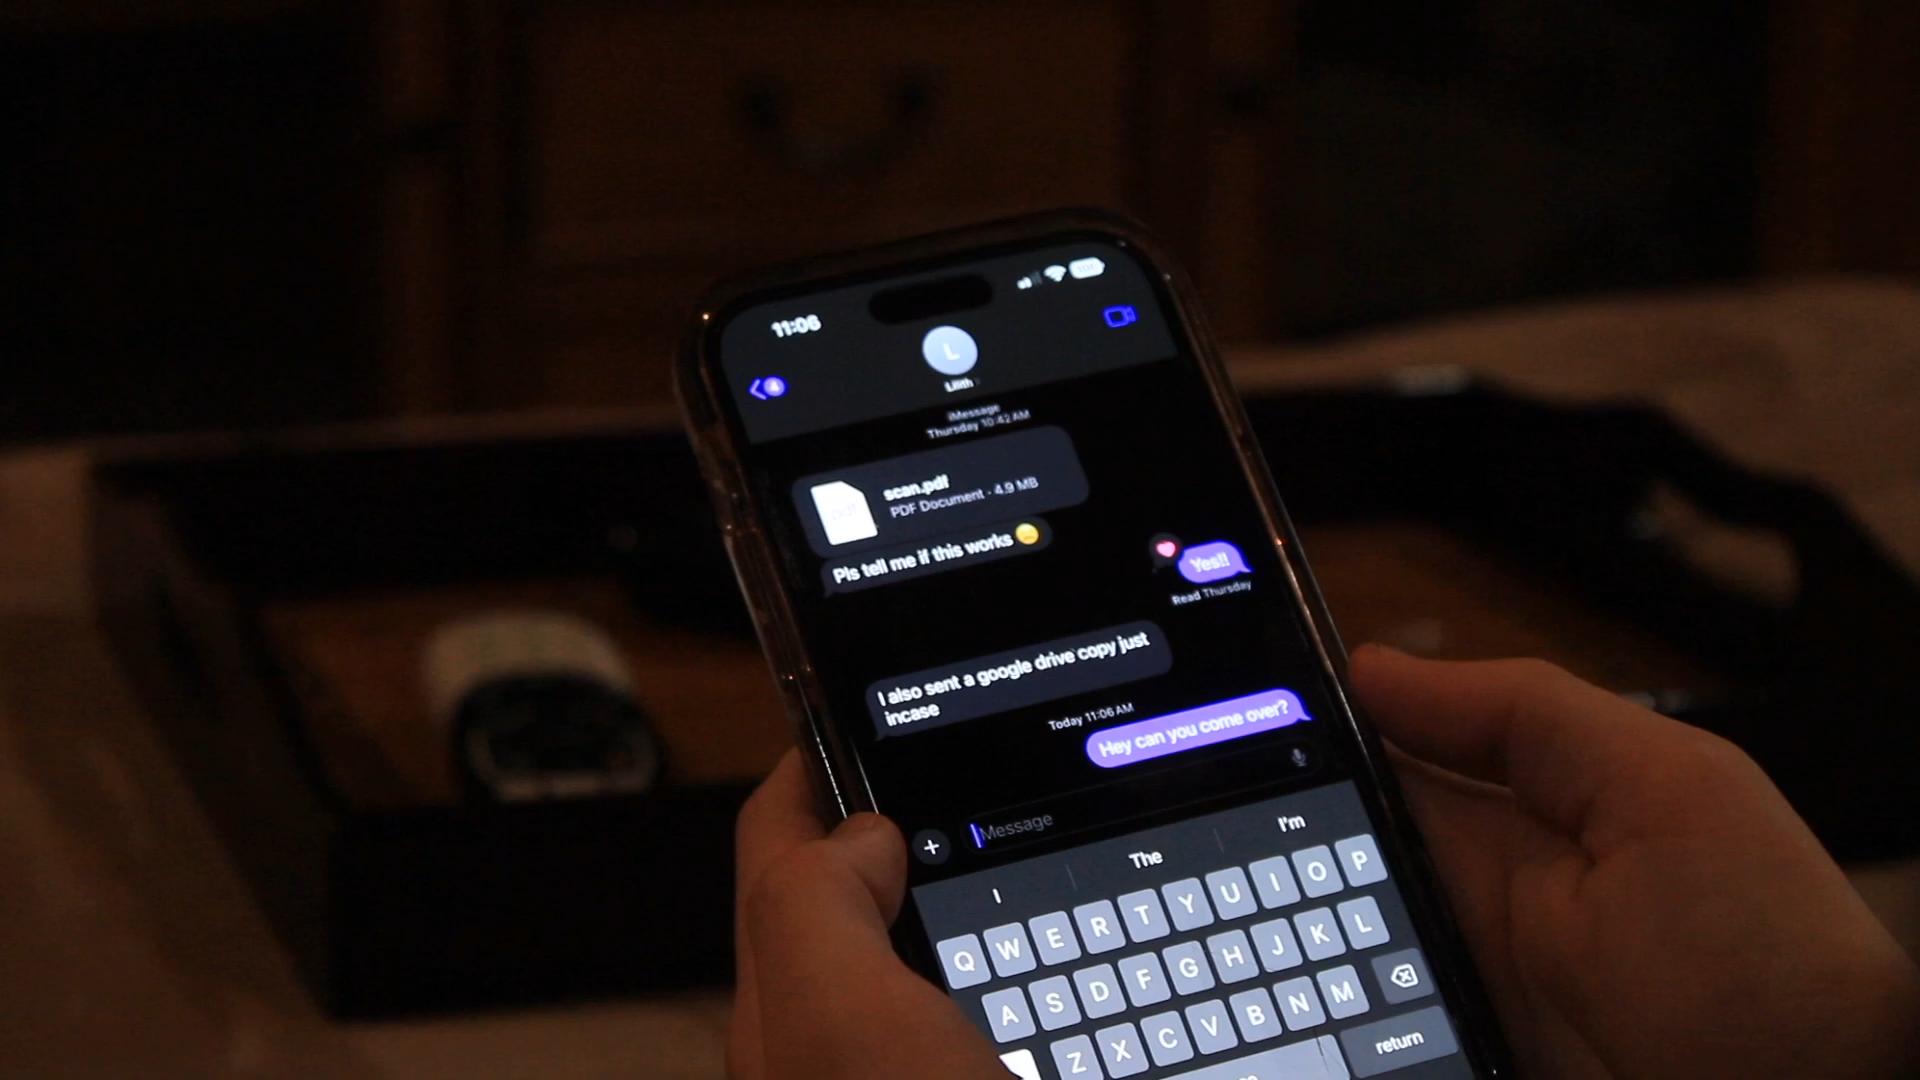 11:06
4
L
Lilith
iMessage
Thursday 10:42 AM
scan.pdf
PDF Document · 4.9 MB
pdf
Pls tell me if this works 😞
Yes!!
Read Thursday
I also sent a google drive copy just
incase
Today 11:06 AM
Hey can you come over?
Message
I
The
I'm
Q W E R T Y U I O P
A S D F G H J K L
Z X C V B N M
return